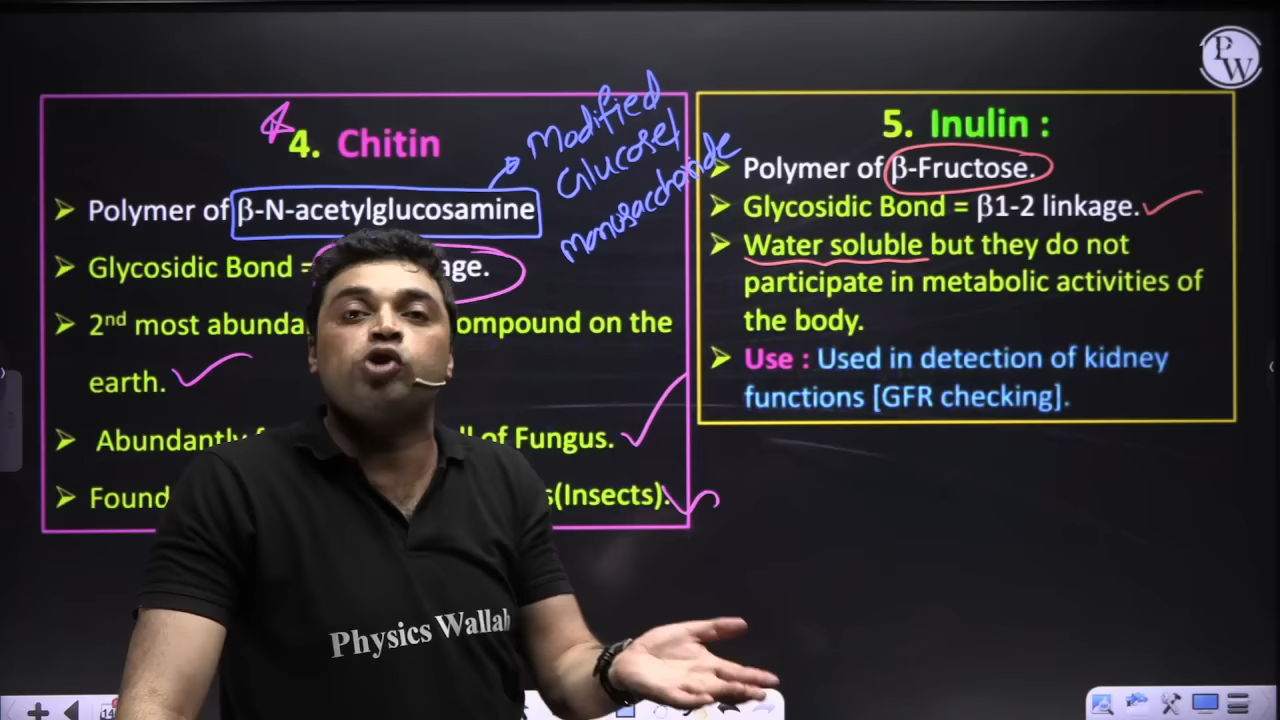 4. Chitin
Polymer of β-N-acetylglucosamine
Glycosidic Bond =
2nd most abunda ompound on the
earth.
Abundantly ll of Fungus.
Found s(Insects).
Modified
Glucose
monosaccharide
5. Inulin :
Polymer of β-Fructose.
Glycosidic Bond = β1-2 linkage.
Water soluble but they do not
participate in metabolic activities of
the body.
Use : Used in detection of kidney
functions [GFR checking].
PW
Physics Wallah